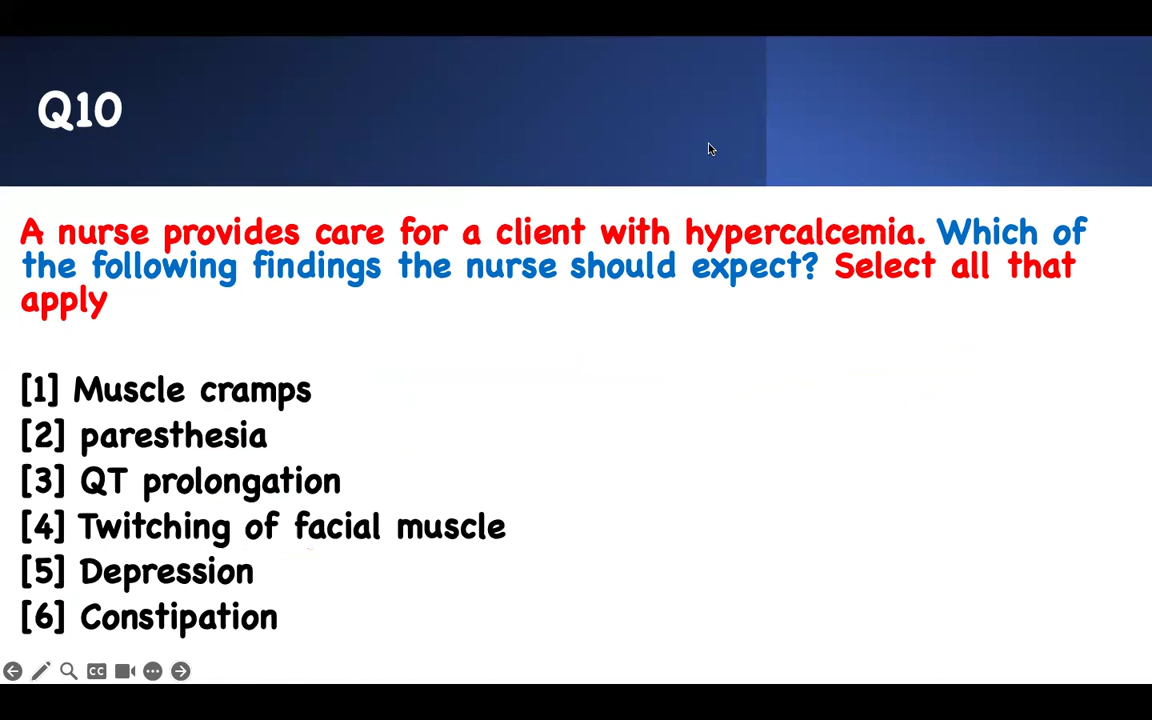 Q10
A nurse provides care for a client with hypercalcemia. Which of
the following findings the nurse should expect? Select all that
apply
[1] Muscle cramps
[2] paresthesia
[3] QT prolongation
[4] Twitching of facial muscle
[5] Depression
[6] Constipation
CC